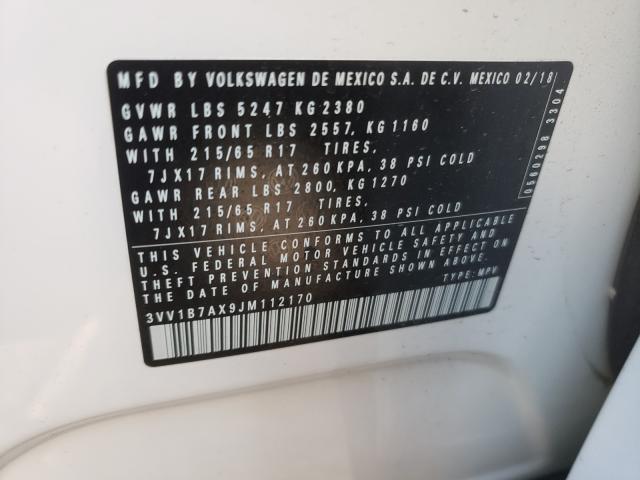 MFD BY VOLKSWAGEN DE MEXICO S.A. DE C.V. MEXICO 02/18
GVWR LBS 5247 KG 2380
GAWR FRONT LBS 2557, KG 1160
WITH 215/65 R17 TIRES,
7JX17 RIMS, AT 260 KPA, 38 PSI COLD
GAWR REAR LBS 2800, KG 1270
WITH 215/65 R17 TIRES,
7JX17 RIMS, AT 260 KPA, 38 PSI COLD
THIS VEHICLE CONFORMS TO ALL APPLICABLE
U.S. FEDERAL MOTOR VEHICLE SAFETY AND
THEFT PREVENTION STANDARDS IN EFFECT ON
THE DATE OF MANUFACTURE SHOWN ABOVE.
TYPE: MPV
3VV1B7AX9JM112170
0560298 3304